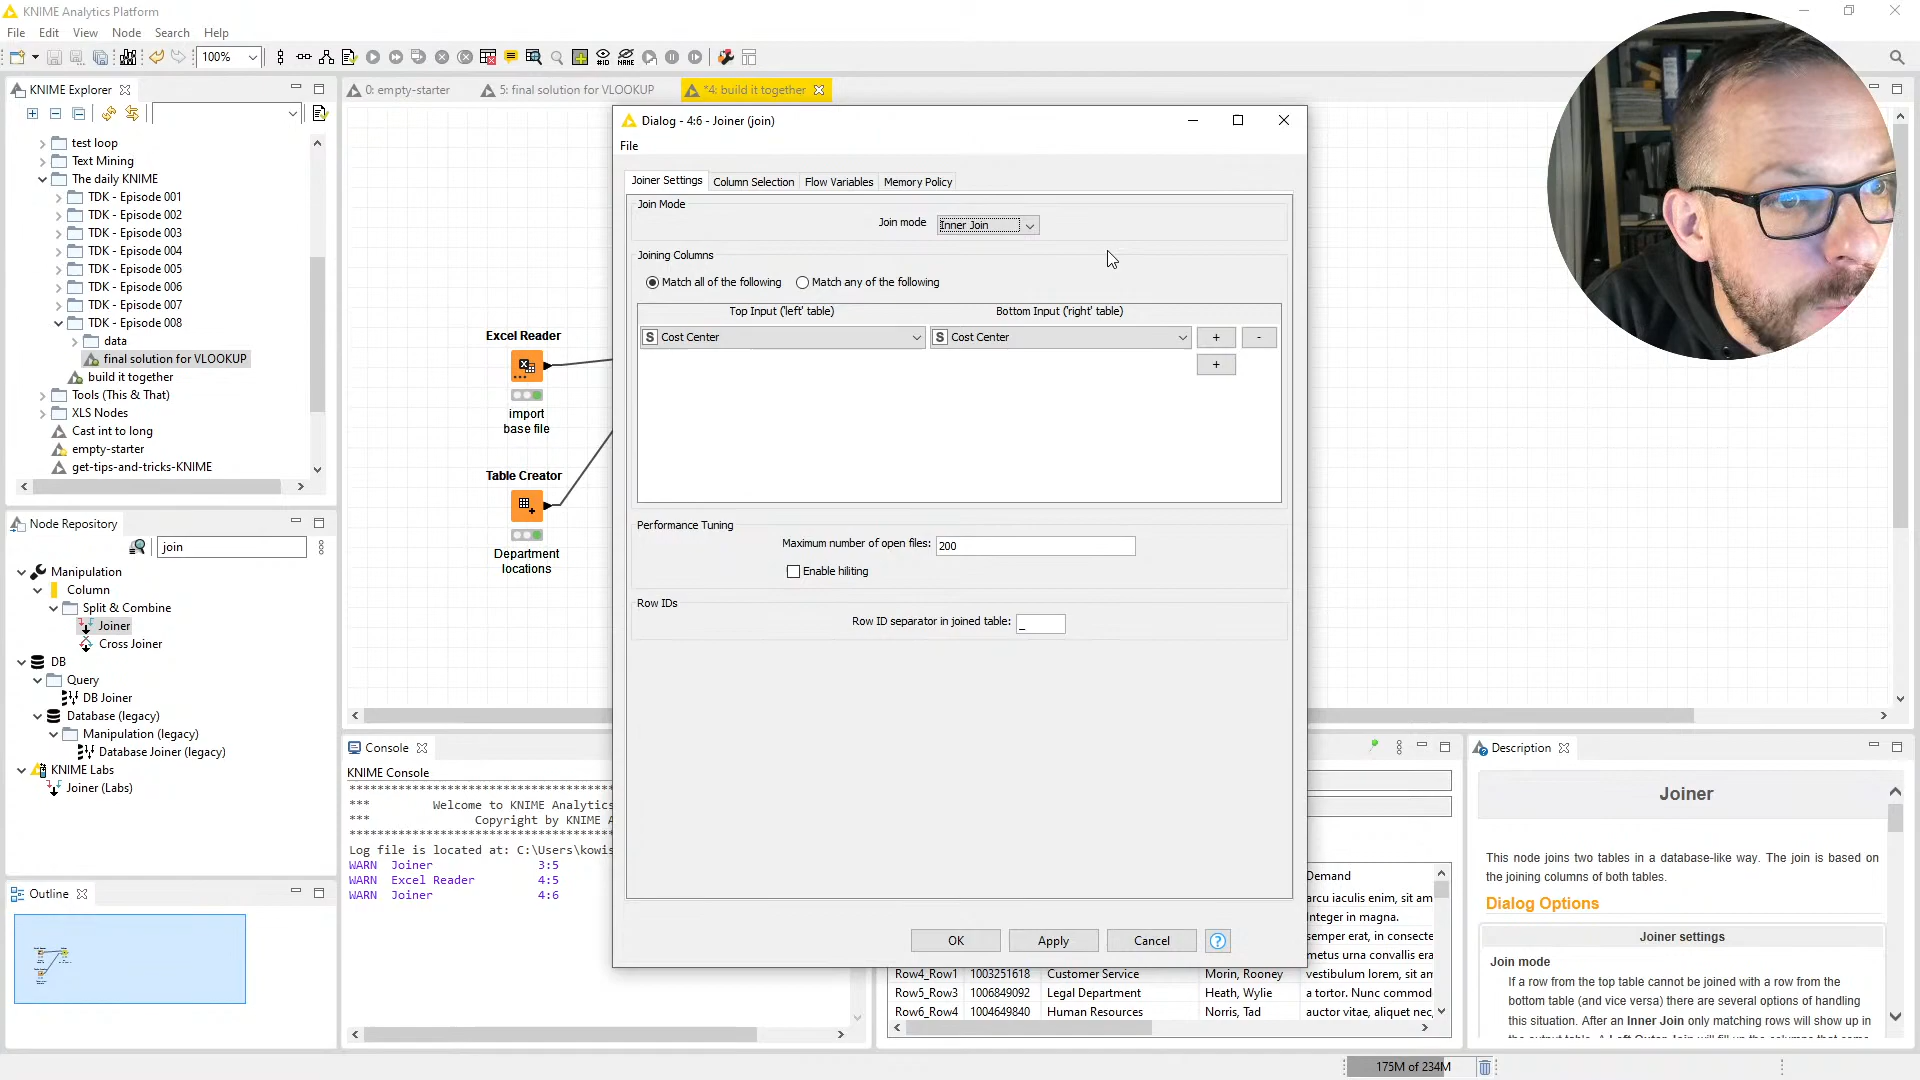 KNIME Analytics Platform
File Edit View Node Search Help
100%
KNIME Explorer
0: empty-starter
5: final solution for VLOOKUP
*4: build it together
test loop
Text Mining
The daily KNIME
TDK - Episode 001
TDK - Episode 002
TDK - Episode 003
TDK - Episode 004
TDK - Episode 005
TDK - Episode 006
TDK - Episode 007
TDK - Episode 008
data
final solution for VLOOKUP
build it together
Tools (This & That)
XLS Nodes
Cast int to long
empty-starter
get-tips-and-tricks-KNIME
Node Repository
join
Manipulation
Column
Split & Combine
Joiner
Cross Joiner
DB
Query
DB Joiner
Database (legacy)
Manipulation (legacy)
Database Joiner (legacy)
KNIME Labs
Joiner (Labs)
Outline
Excel Reader
import
base file
Table Creator
Department
locations
Dialog - 4:6 - Joiner (join)
File
Joiner Settings
Column Selection
Flow Variables
Memory Policy
Join Mode
Join mode
Inner Join
Joining Columns
Match all of the following
Match any of the following
Top Input ('left' table)
Bottom Input ('right' table)
S Cost Center
S Cost Center
+
-
+
Performance Tuning
Maximum number of open files:
200
Enable hiliting
Row IDs
Row ID separator in joined table:
_
OK
Apply
Cancel
Console
KNIME Console
*** Welcome to KNIME Analytics
*** Copyright by KNIME A
Log file is located at: C:\Users\kowis
WARN Joiner 3:5
WARN Excel Reader 4:5
WARN Joiner 4:6
Demand
arcu iaculis enim, sit am
Integer in magna.
semper erat, in consecte
metus urna convallis era
Row4_Row1 1003251618 Customer Service Morin, Rooney vestibulum lorem, sit am
Row5_Row3 1006849092 Legal Department Heath, Wylie a tortor. Nunc commod
Row6_Row4 1004649840 Human Resources Norris, Tad auctor vitae, aliquet nec,
Description
Joiner
This node joins two tables in a database-like way. The join is based on
the joining columns of both tables.
Dialog Options
Joiner settings
Join mode
If a row from the top table cannot be joined with a row from the
bottom table (and vice versa) there are several options of handling
this situation. After an Inner Join only matching rows will show up in
the output table. A Left Outer Join will fill up the columns that come
175M of 234M